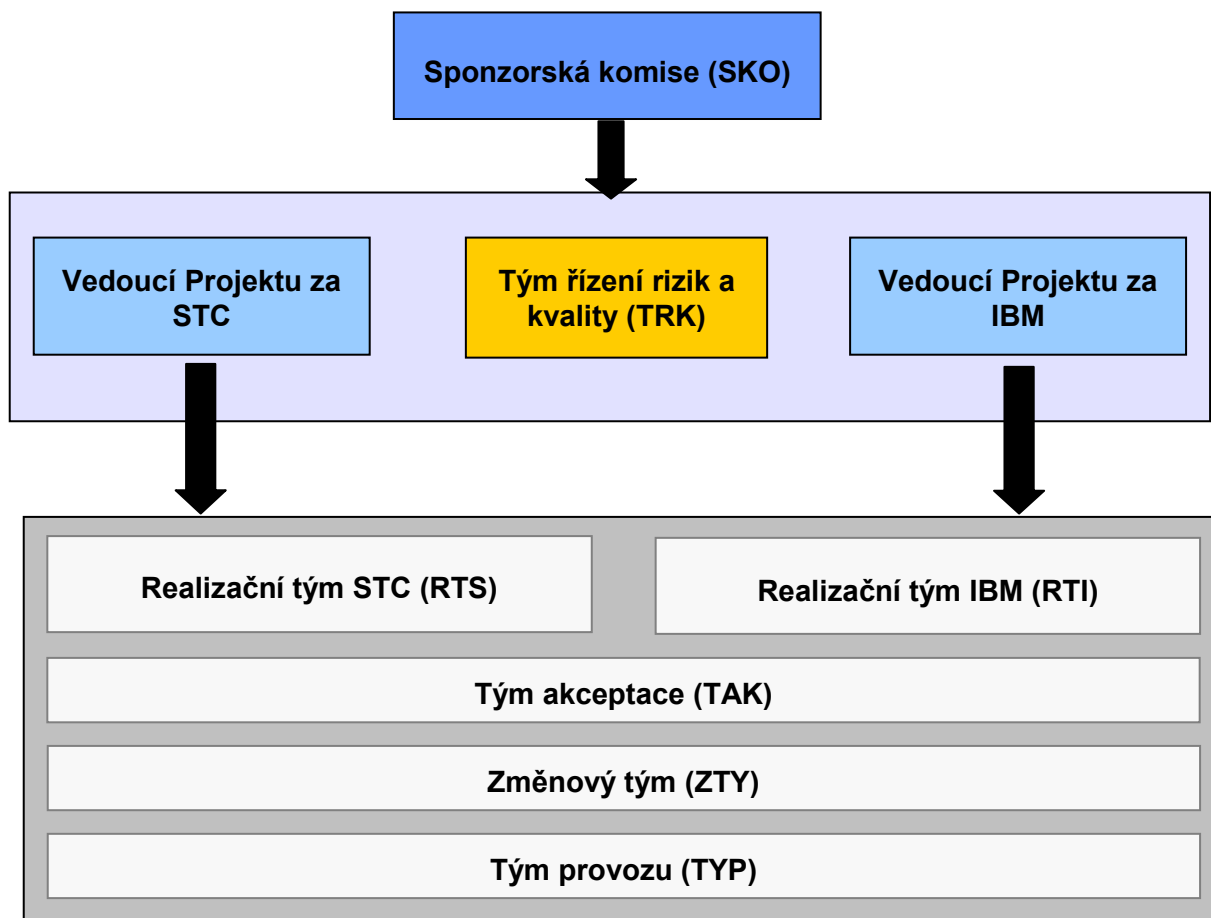 Sponzorská komise (SKO)
Vedoucí Projektu za
STC
Tým řízení rizik a
kvality (TRK)
Vedoucí Projektu za
IBM
Realizační tým STC (RTS)
Realizační tým IBM (RTI)
Tým akceptace (TAK)
Změnový tým (ZTY)
Tým provozu (TYP)